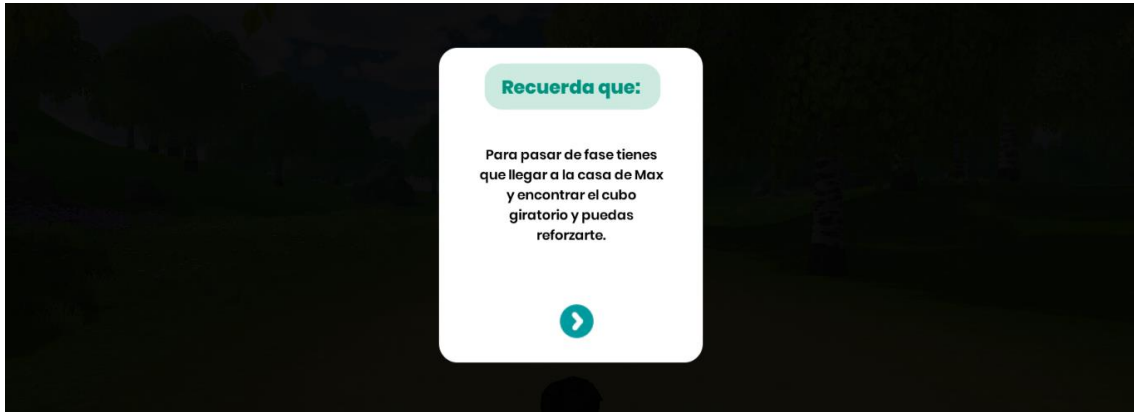 Recuerda que:
Para pasar de fase tienes
que llegar a la casa de Max
y encontrar el cubo
giratorio y puedas
reforzarte.